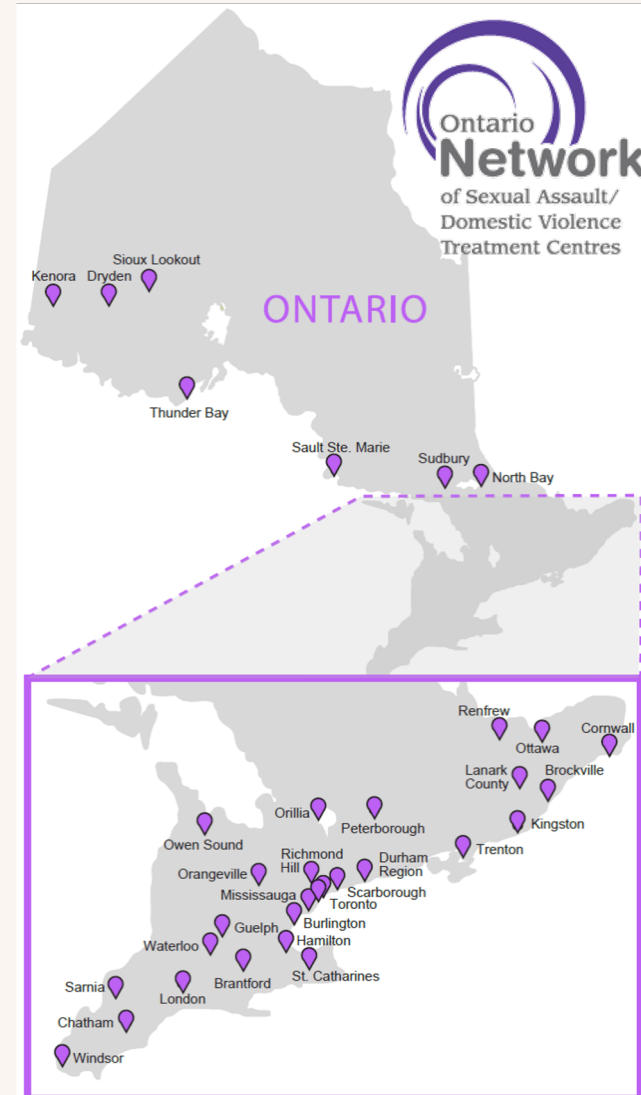 Ontario
Network
of Sexual Assault/
Domestic Violence
Treatment Centres
Sioux Lookout
Kenora
Dryden
ONTARIO
Thunder Bay
Sault Ste. Marie
Sudbury
North Bay
Renfrew
Cornwall
Ottawa
Lanark
County
Brockville
Orillia
Peterborough
Kingston
Owen Sound
Trenton
Richmond
Hill
Durham
Region
Orangeville
Mississauga
Scarborough
Toronto
Burlington
Guelph
Hamilton
Waterloo
St. Catharines
Brantford
Sarnia
London
Chatham
Windsor